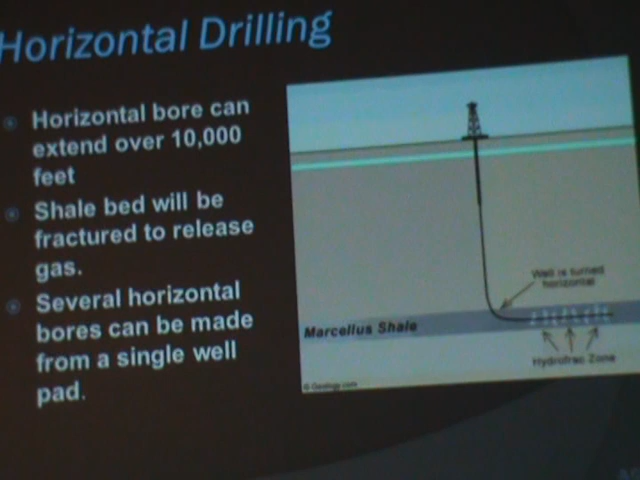 Horizontal Drilling
Horizontal bore can
extend over 10,000
feet
Shale bed will be
fractured to release
gas.
Several horizontal
bores can be made
from a single well
pad.
Well is turned
horizontal
Marcellus Shale
Hydrofrac Zone
© Geology.com